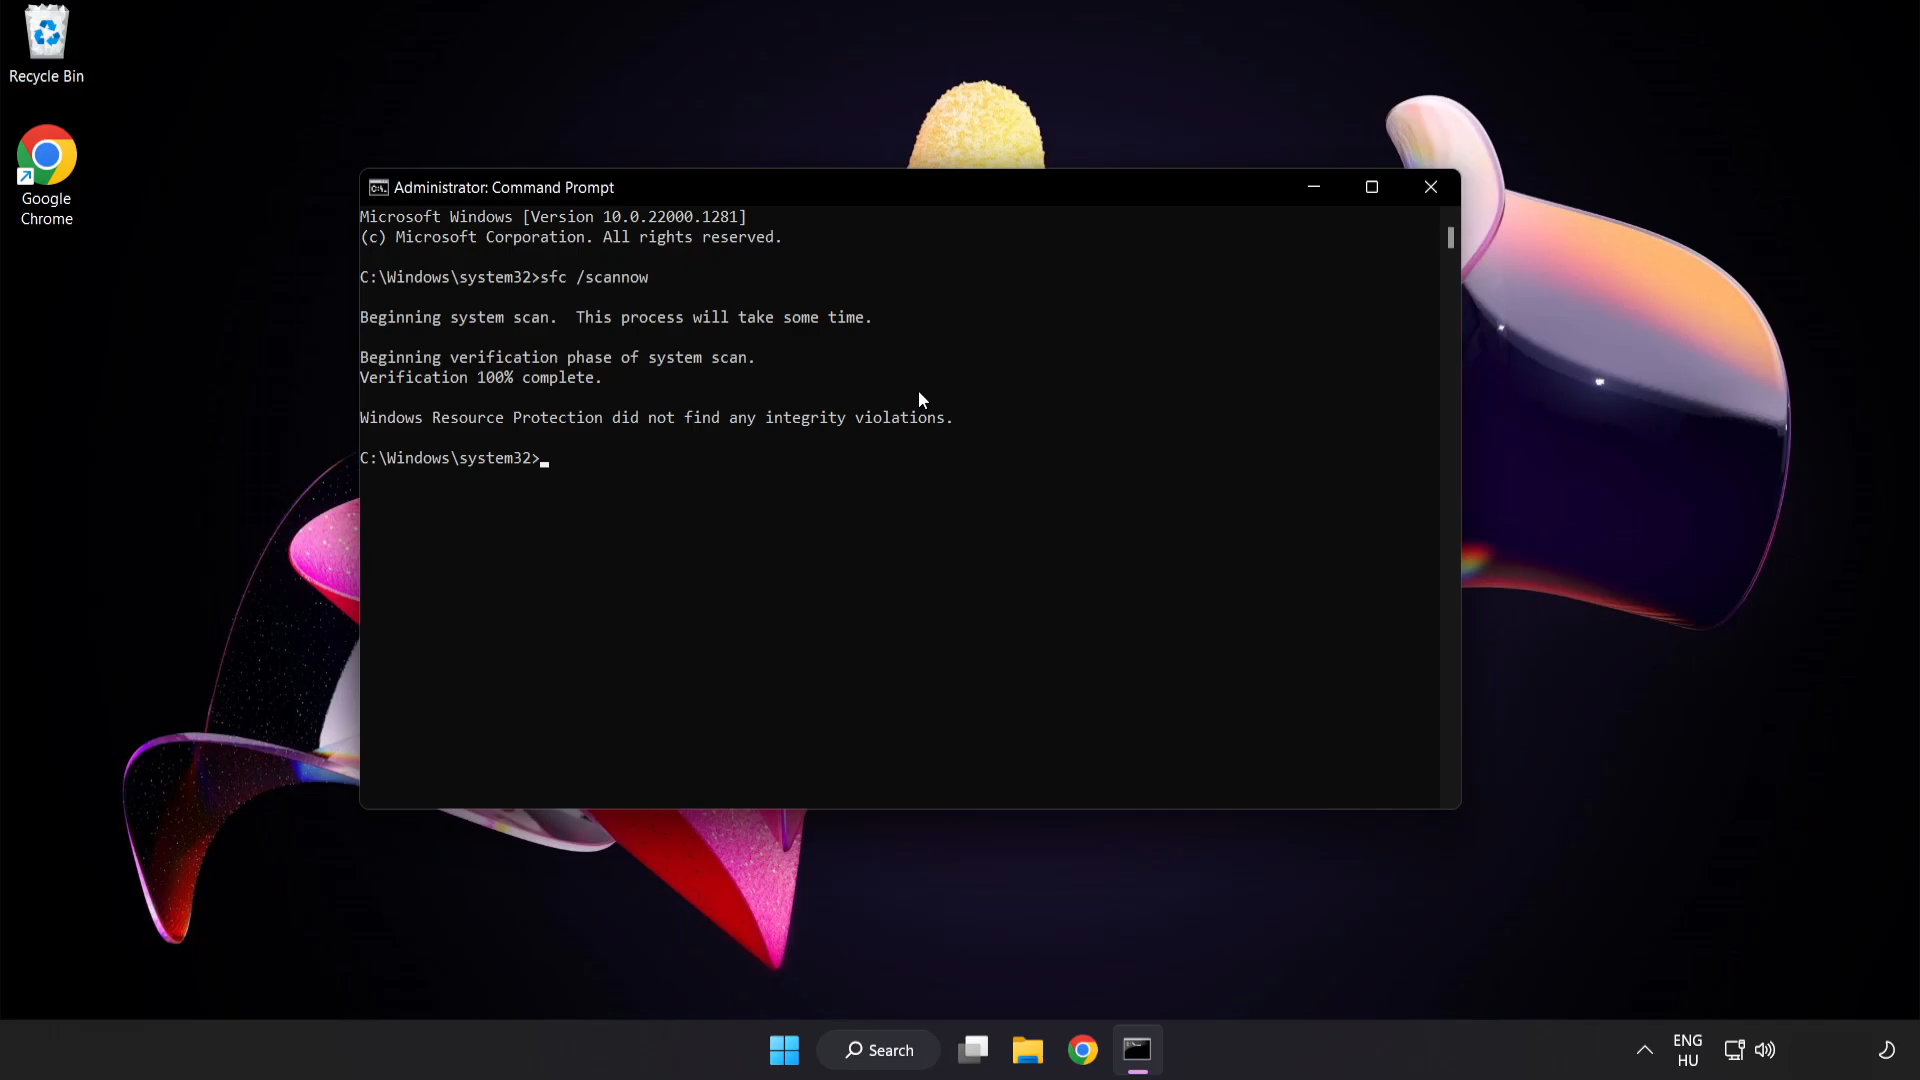 Recycle Bin
Google
Chrome
Administrator: Command Prompt
Microsoft Windows [Version 10.0.22000.1281]
(c) Microsoft Corporation. All rights reserved.
C:\Windows\system32>sfc /scannow
Beginning system scan.  This process will take some time.
Beginning verification phase of system scan.
Verification 100% complete.
Windows Resource Protection did not find any integrity violations.
C:\Windows\system32>
Search
ENG
HU